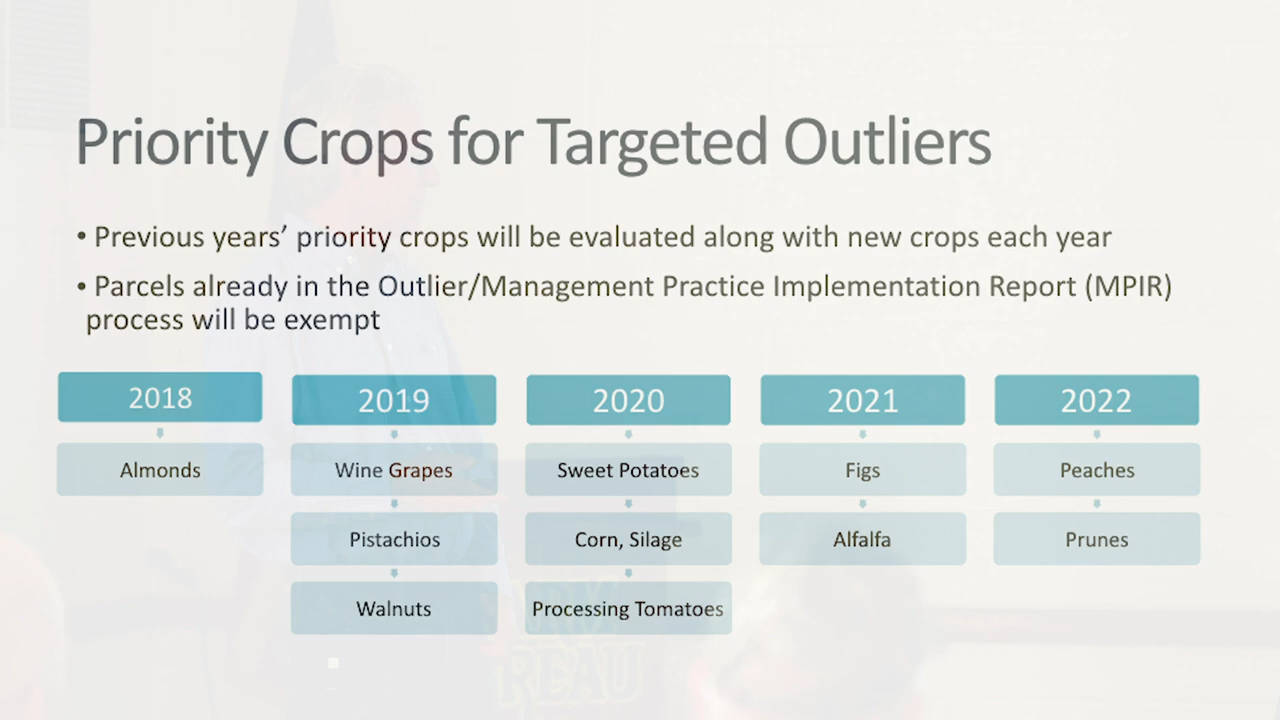 Priority Crops for Targeted Outliers
• Previous years’ priority crops will be evaluated along with new crops each year
• Parcels already in the Outlier/Management Practice Implementation Report (MPIR)
process will be exempt
2018
Almonds
2019
Wine Grapes
Pistachios
Walnuts
2020
Sweet Potatoes
Corn, Silage
Processing Tomatoes
2021
Figs
Alfalfa
2022
Peaches
Prunes